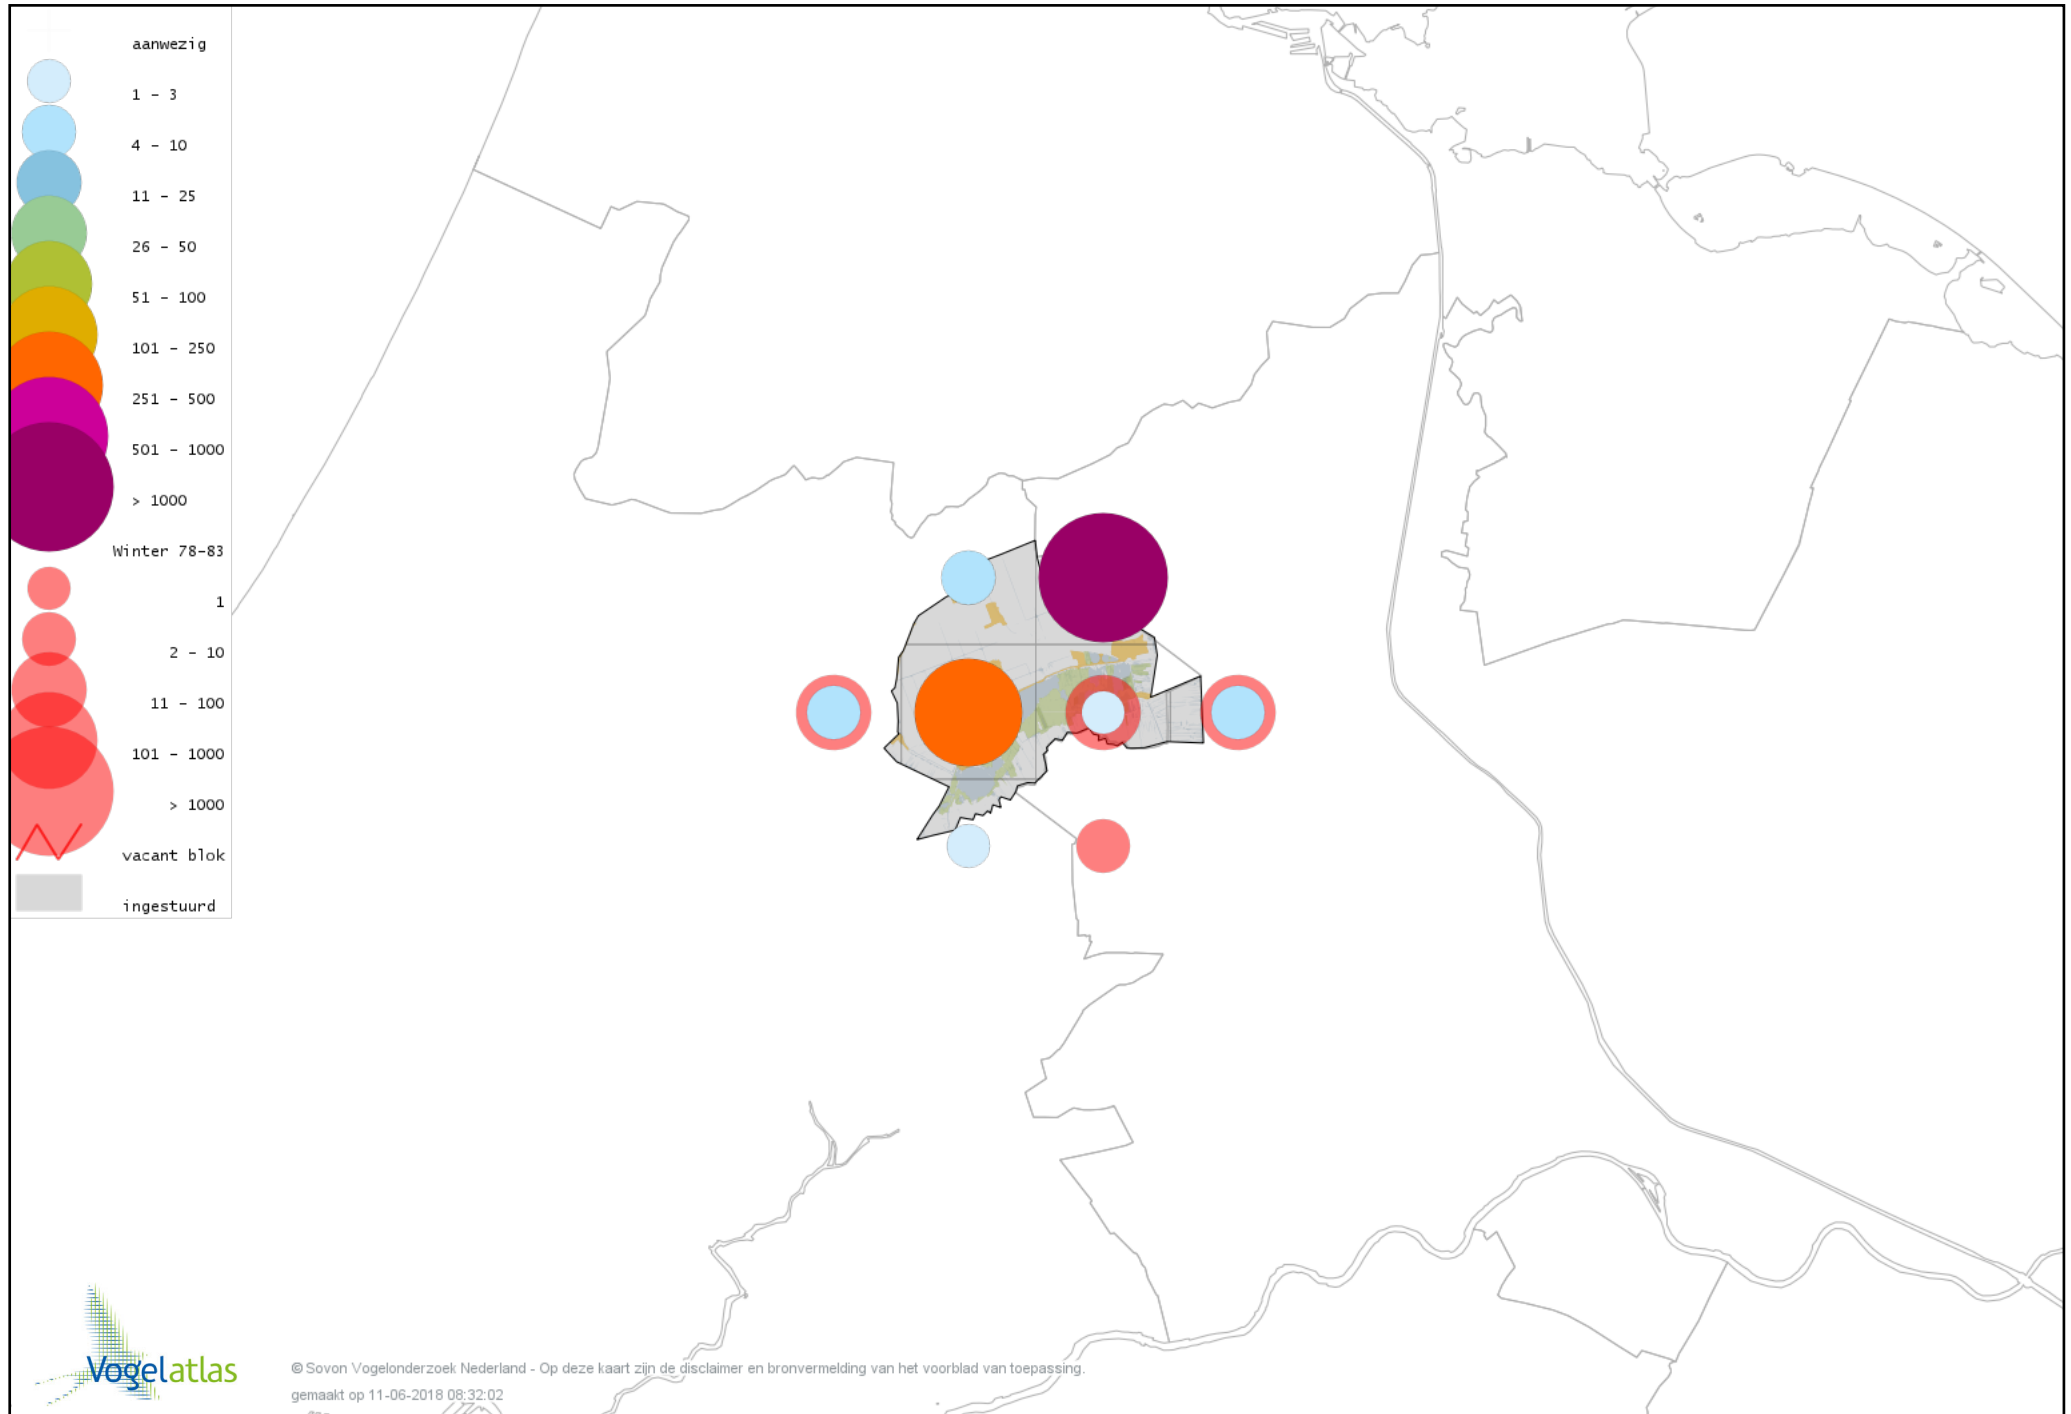 aanwezig
1 - 3
4 - 10
11 - 25
26 - 50
51 - 100
101 - 250
251 - 500
501 - 1000
> 1000
Winter 78-83
1
2 - 10
11 - 100
101 - 1000
> 1000
vacant blok
ingestuurd
Vogelatlas
© Sovon Vogelonderzoek Nederland - Op deze kaart zijn de disclaimer en bronvermelding van het voorblad van toepassing.
gemaakt op 11-06-2018 08:32:02